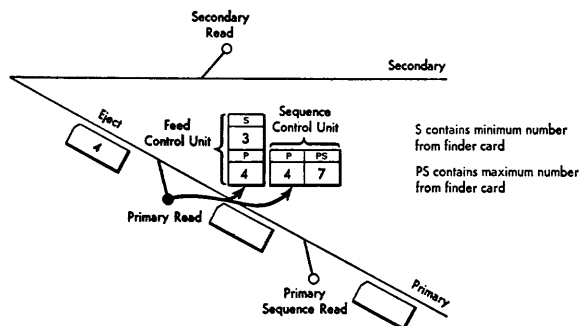 Secondary
Read
Secondary
Eject
4
Feed
Control Unit
S
3
P
4
Sequence
Control Unit
P PS
4 7
S contains minimum number
from finder card
PS contains maximum number
from finder card
Primary Read
Primary
Sequence Read
Primary